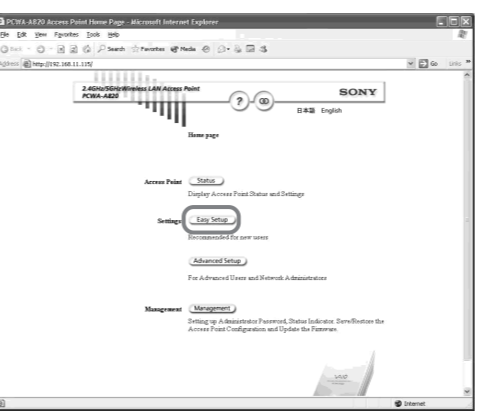 PCWA-A820 Access Point Home Page - Microsoft Internet Explorer
File Edit View Favorites Tools Help
Back Search Favorites Media
Address http://192.168.11.115/ Go Links
2.4GHz/5GHz Wireless LAN Access Point
PCWA-A820
? SONY
日本語 English
Home page
Access Point Status
Display Access Point Status and Settings
Settings Easy Setup
Recommended for new users
Advanced Setup
For Advanced Users and Network Administrators
Management Management
Setting up Administrator Password, Status Indicator. Save/Restore the
Access Point Configuration and Update the Firmware.
VAIO
Internet